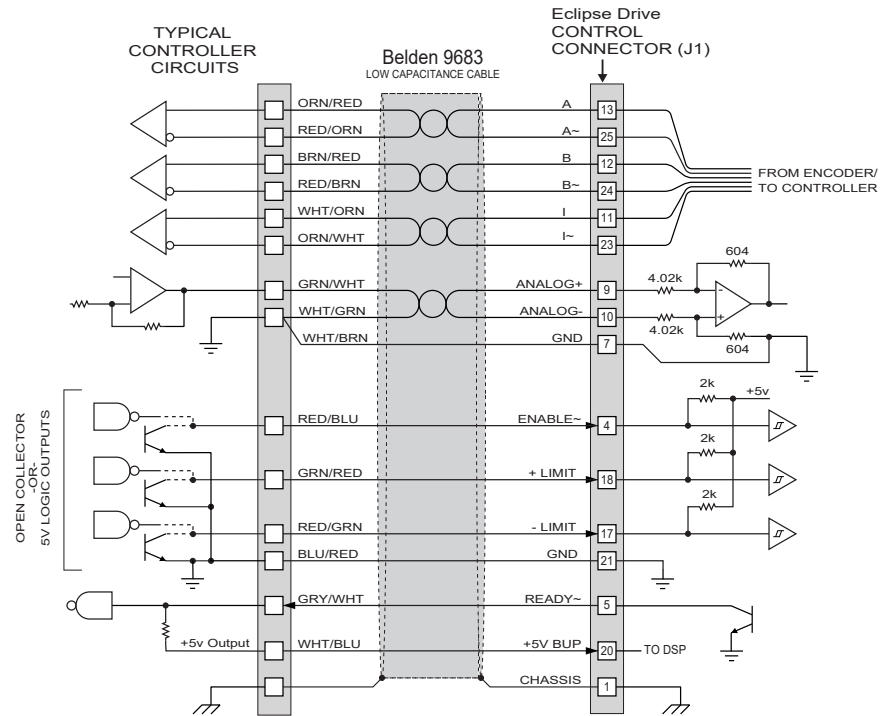 TYPICAL
CONTROLLER
CIRCUITS
Belden 9683
LOW CAPACITANCE CABLE
Eclipse Drive
CONTROL
CONNECTOR (J1)
ORN/RED A 13
RED/ORN A~ 25
BRN/RED B 12
RED/BRN B~ 24
WHT/ORN I 11
ORN/WHT I~ 23
FROM ENCODER/
TO CONTROLLER
GRN/WHT ANALOG+ 9 4.02k 604
- 
WHT/GRN ANALOG- 10 4.02k 604
+
WHT/BRN GND 7
OPEN COLLECTOR
-OR-
5V LOGIC OUTPUTS
2k +5v
RED/BLU ENABLE~ 4
2k
GRN/RED + LIMIT 18
2k
RED/GRN - LIMIT 17
BLU/RED GND 21
GRY/WHT READY~ 5
+5v Output WHT/BLU +5V BUP 20 TO DSP
CHASSIS 1